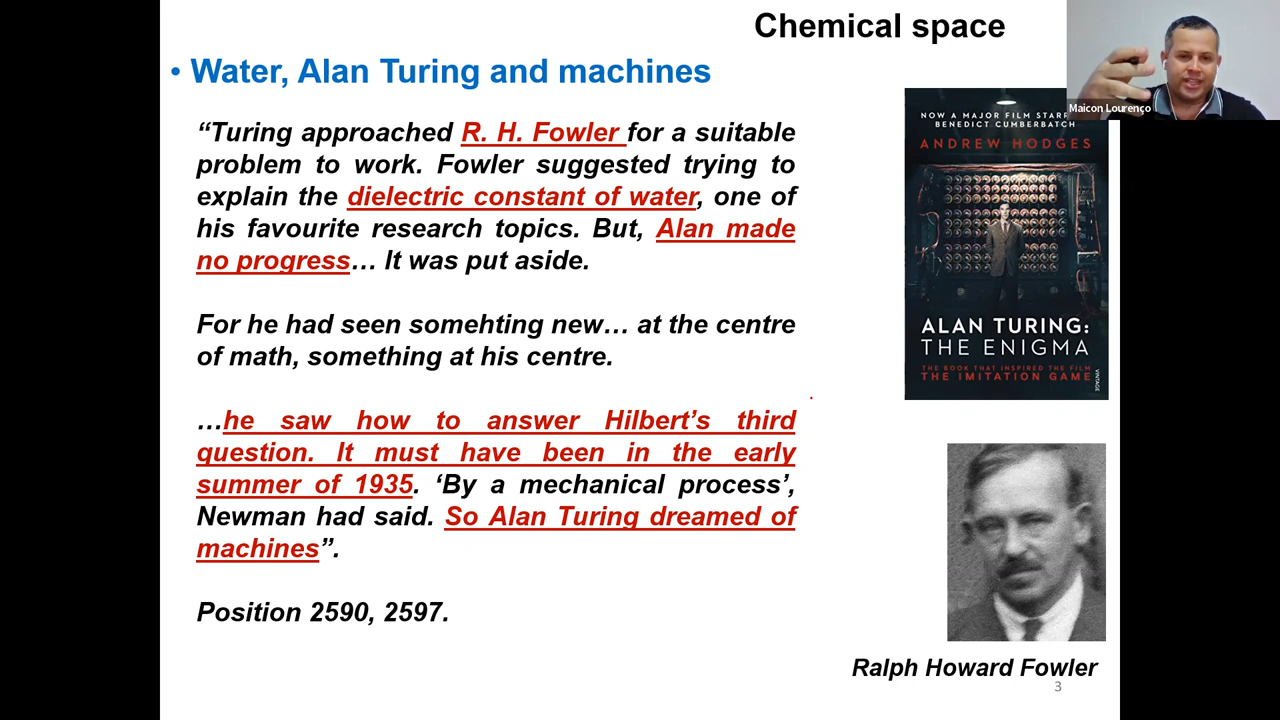 Chemical space
• Water, Alan Turing and machines
Maicon Lourenço
“Turing approached R. H. Fowler for a suitable
problem to work. Fowler suggested trying to
explain the dielectric constant of water, one of
his favourite research topics. But, Alan made
no progress… It was put aside.
For he had seen somehting new… at the centre
of math, something at his centre.
…he saw how to answer Hilbert’s third
question. It must have been in the early
summer of 1935. ‘By a mechanical process’,
Newman had said. So Alan Turing dreamed of
machines”.
Position 2590, 2597.
NOW A MAJOR FILM STARR
BENEDICT CUMBERBATCH
ANDREW HODGES
ALAN TURING:
THE ENIGMA
THE BOOK THAT INSPIRED THE FILM
THE IMITATION GAME
VINTAGE
Ralph Howard Fowler
3